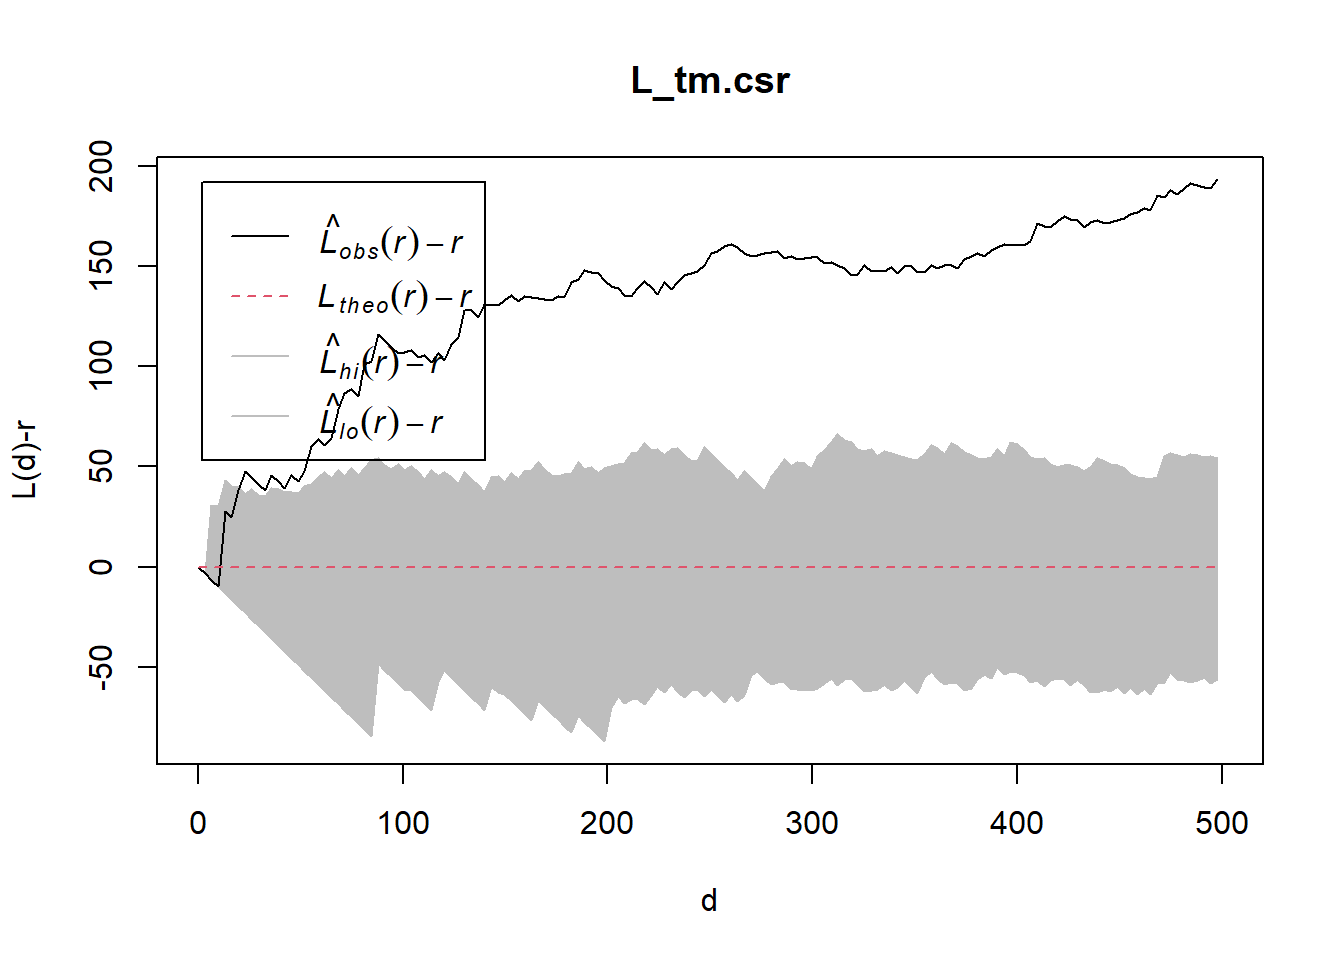 L_tm.csr
L̂obs(r) − r
Ltheo(r) − r
L̂hi(r) − r
L̂lo(r) − r
L(d)-r
200
150
100
50
0
-50
0 100 200 300 400 500
d